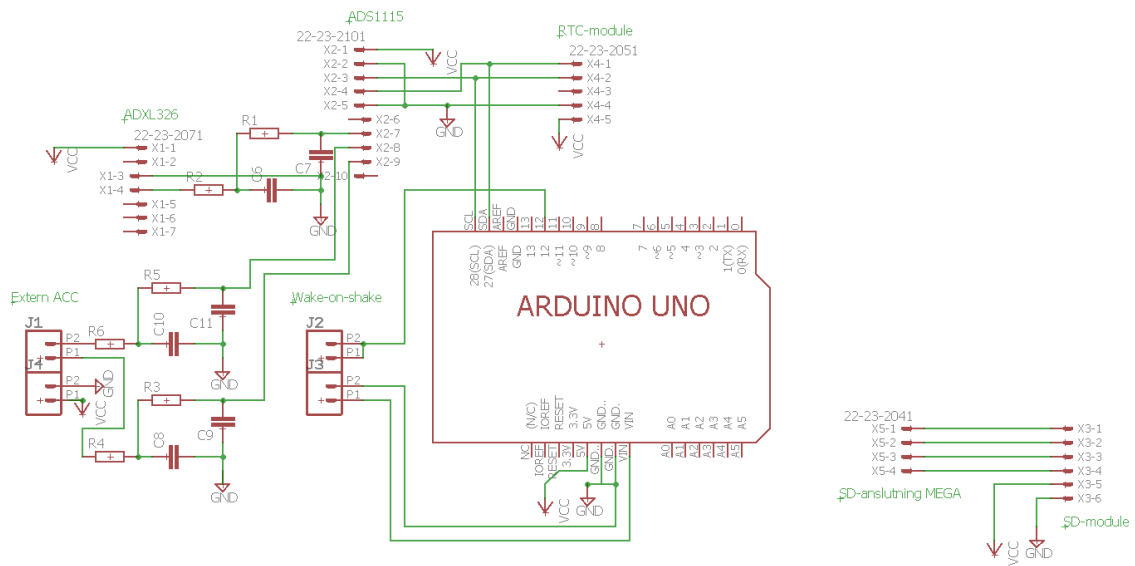 ADS1115
22-23-2101
X2-1
X2-2
X2-3
X2-4
X2-5
X2-6
X2-7
X2-8
X2-9
X2-10
VCC
GND
RTC-module
22-23-2051
X4-1
X4-2
X4-3
X4-4
X4-5
VCC
ADXL326
22-23-2071
X1-1
X1-2
X1-3
X1-4
X1-5
X1-6
X1-7
VCC
R1
R2
C6
C7
GND
SCL
SDA
AREF
GND
13
12
11
10
9
8
7
6
5
4
3
2
1
0
28(SCL)
27(SDA)
AREF
GND
13
12
~11
~10
~9
8
7
~6
~5
4
~3
2
1(TX)
0(RX)
ARDUINO UNO
(N/C)
IOREF
RESET
3.3V
5V
GND..
GND.
VIN
A0
A1
A2
A3
A4
A5
NC
IOREF
RESET
3.3V
5V
GND..
GND.
VIN
A0
A1
A2
A3
A4
A5
VCC
GND
Extern ACC
J1
P2
P1
J4
P2
P1
GND
VCC
R5
R6
C10
C11
GND
R3
R4
C8
C9
GND
Wake-on-shake
J2
P2
P1
J3
P2
P1
22-23-2041
X5-1
X5-2
X5-3
X5-4
SD-anslutning MEGA
X3-1
X3-2
X3-3
X3-4
X3-5
X3-6
SD-module
VCC
GND